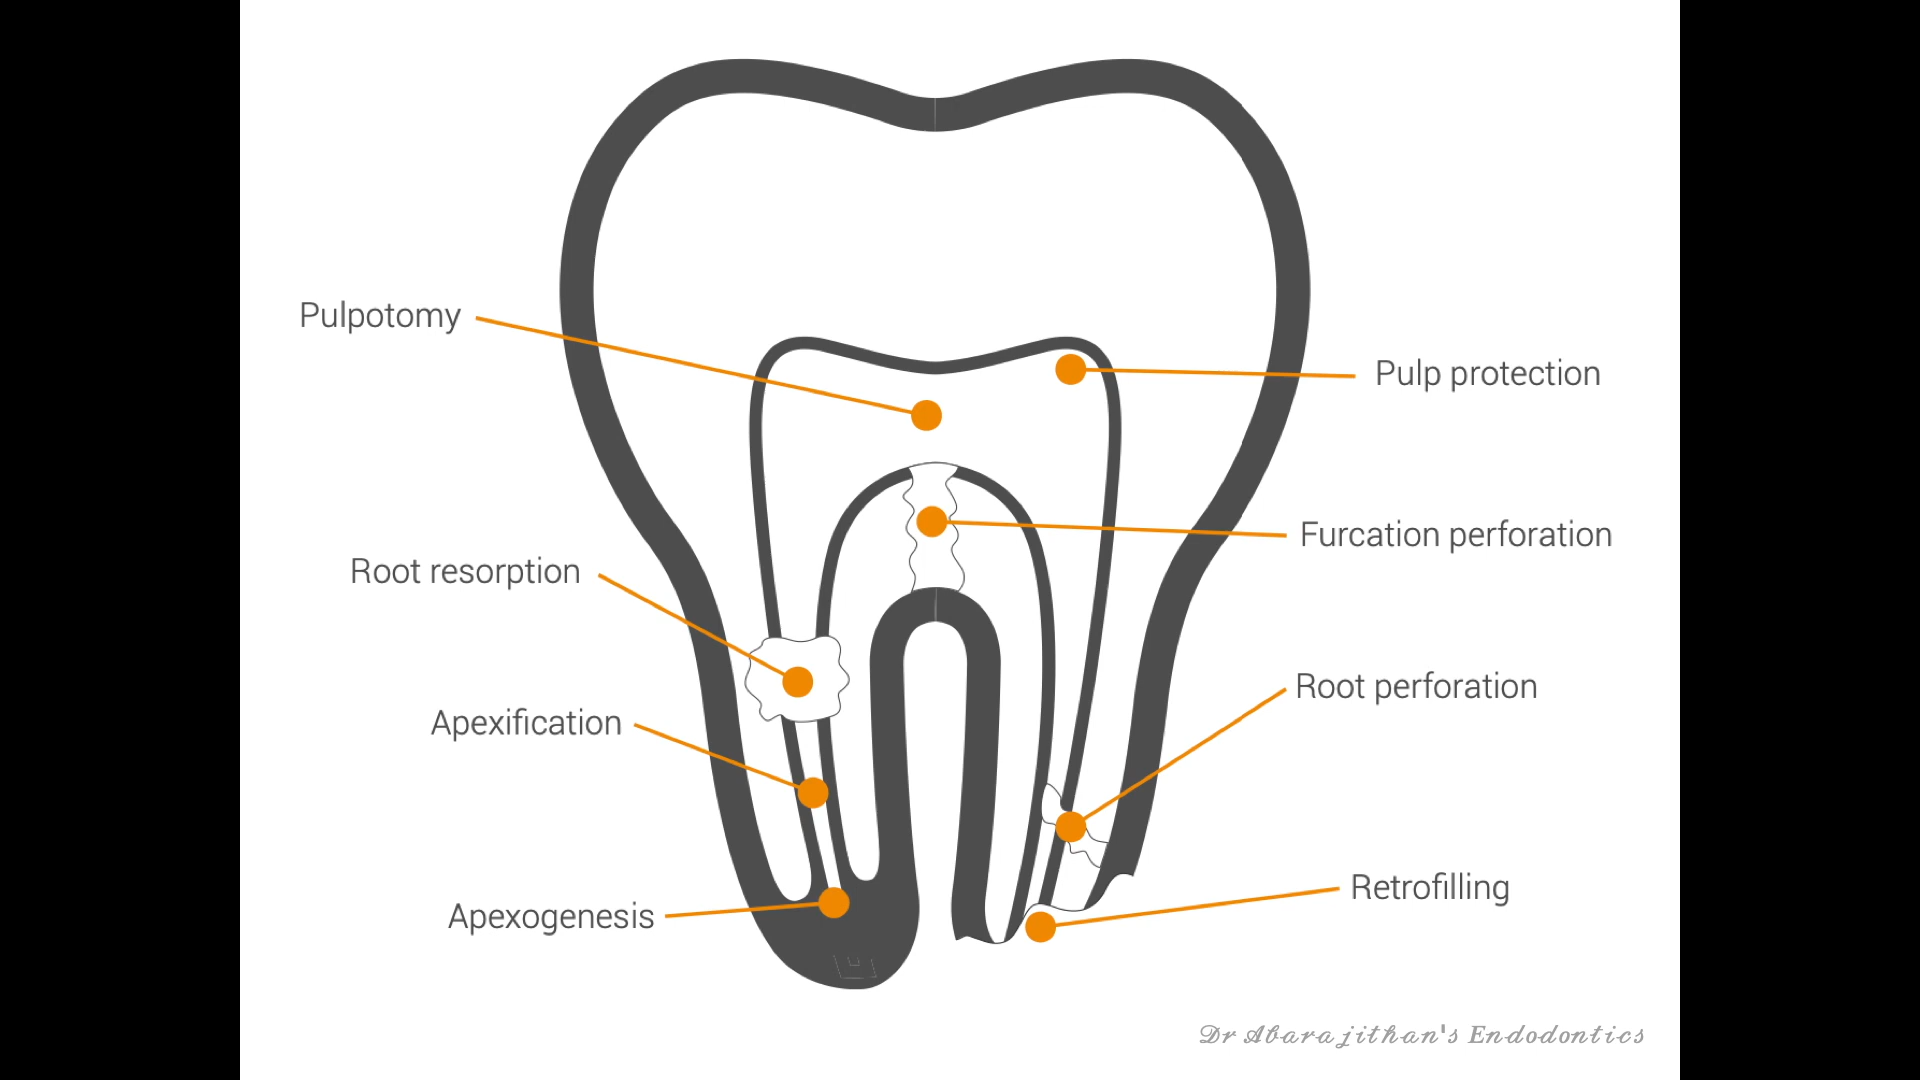 Pulpotomy
Pulp protection
Furcation perforation
Root resorption
Root perforation
Apexification
Retrofilling
Apexogenesis
Dr Abarajithan's Endodontics